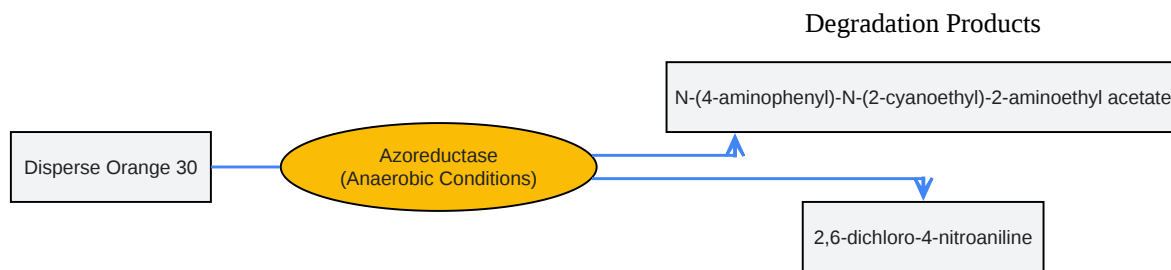 Degradation Products
N-(4-aminophenyl)-N-(2-cyanoethyl)-2-aminoethyl acetate
Disperse Orange 30
Azoreductase
(Anaerobic Conditions)
2,6-dichloro-4-nitroaniline